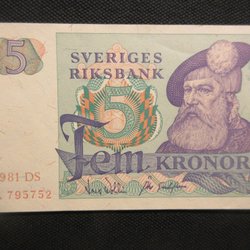 5
SVERIGES
RIKSBANK
5
1981 DS
Fem KRONOR
795752